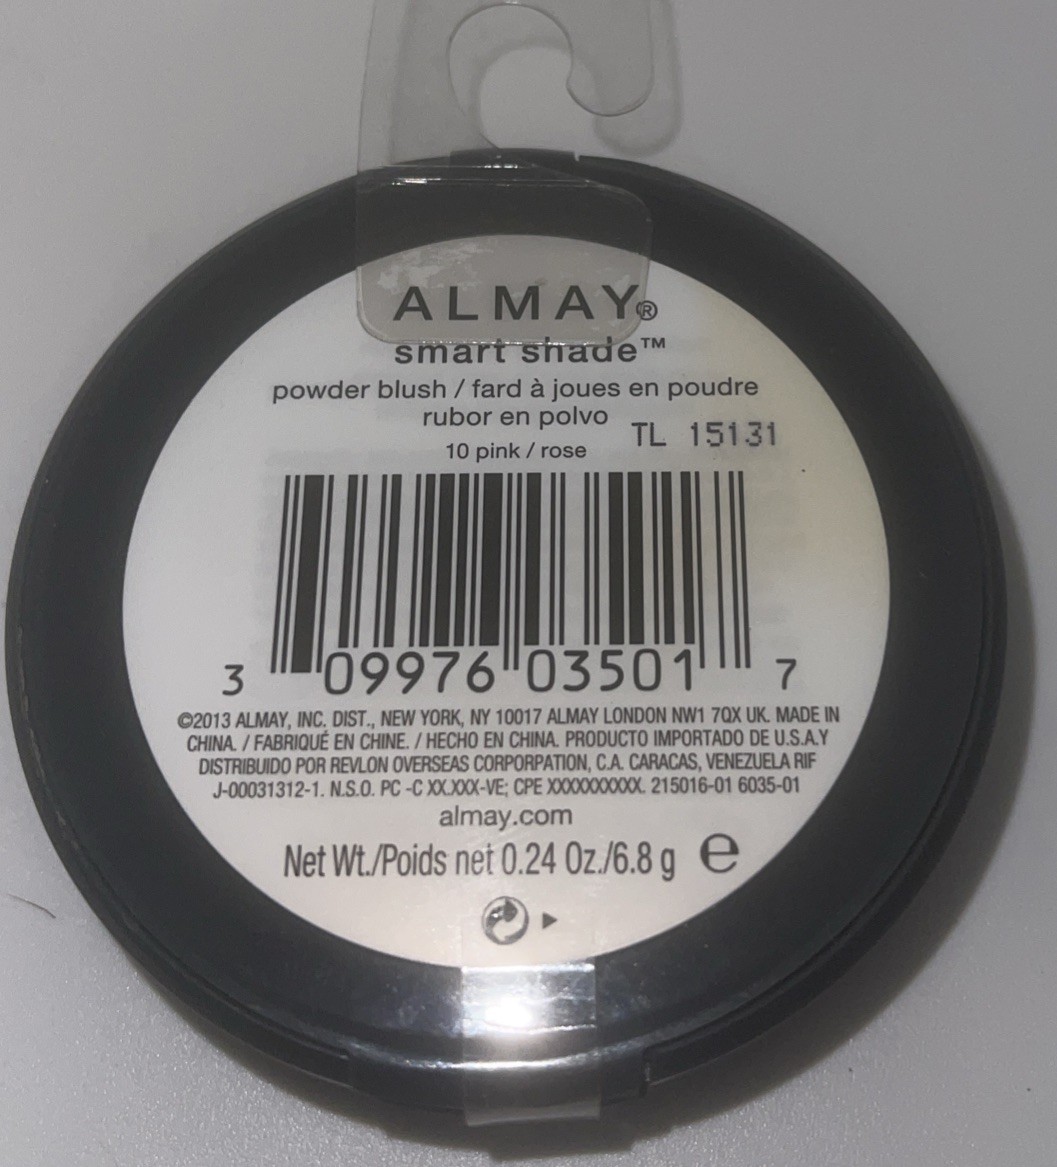 ALMAY®
smart shade™
powder blush / fard à joues en poudre
rubor en polvo
TL 15131
10 pink / rose
3 09976 03501 7
©2013 ALMAY, INC. DIST., NEW YORK, NY 10017 ALMAY LONDON NW1 7QX UK. MADE IN
CHINA. / FABRIQUÉ EN CHINE. / HECHO EN CHINA. PRODUCTO IMPORTADO DE U.S.A.Y
DISTRIBUIDO POR REVLON OVERSEAS CORPORPATION, C.A. CARACAS, VENEZUELA RIF
J-00031312-1. N.S.O. PC -C XX.XXX-VE; CPE XXXXXXXXXX. 215016-01 6035-01
almay.com
Net Wt./Poids net 0.24 Oz./6.8 g e